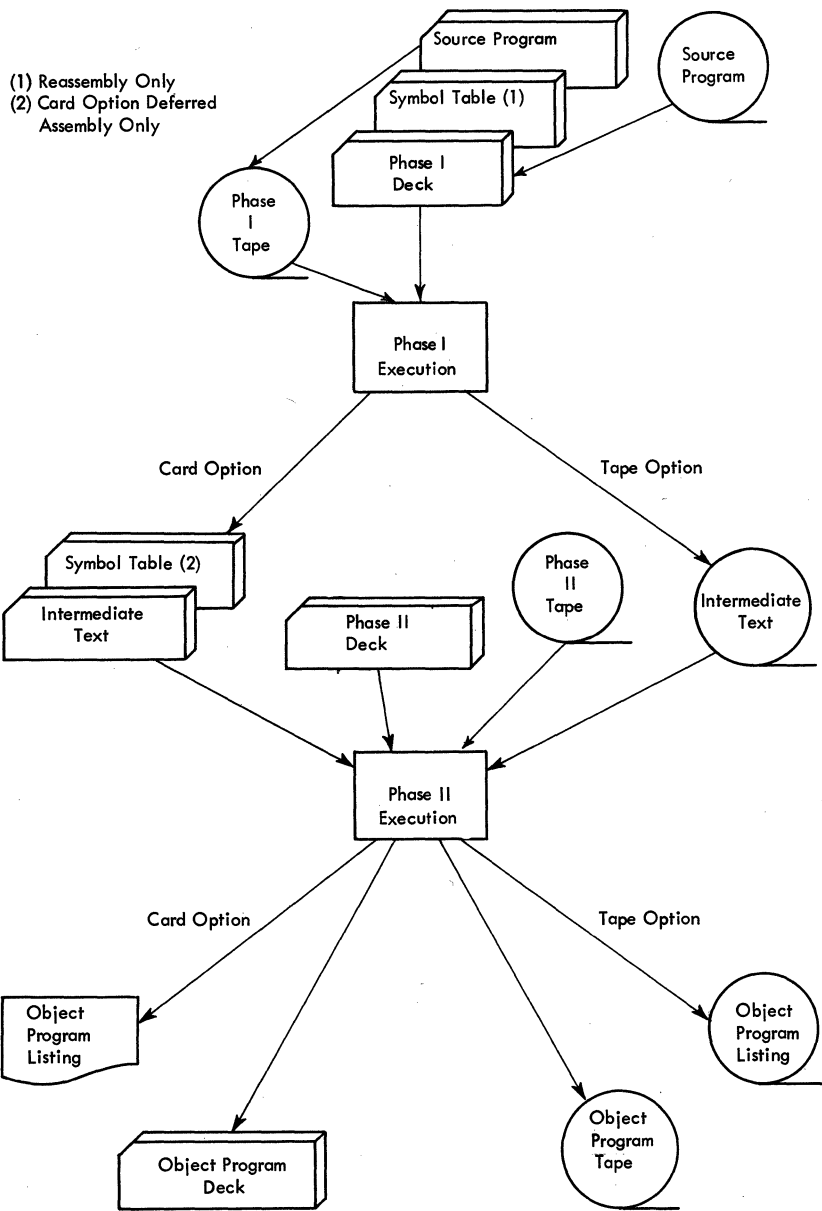 (1) Reassembly Only
(2) Card Option Deferred
Assembly Only
Source Program
Symbol Table (1)
Phase I
Deck
Source
Program
Phase
I
Tape
Phase I
Execution
Card Option
Tape Option
Symbol Table (2)
Intermediate
Text
Phase II
Deck
Phase
II
Tape
Intermediate
Text
Phase II
Execution
Card Option
Tape Option
Object
Program
Listing
Object Program
Deck
Object
Program
Tape
Object
Program
Listing